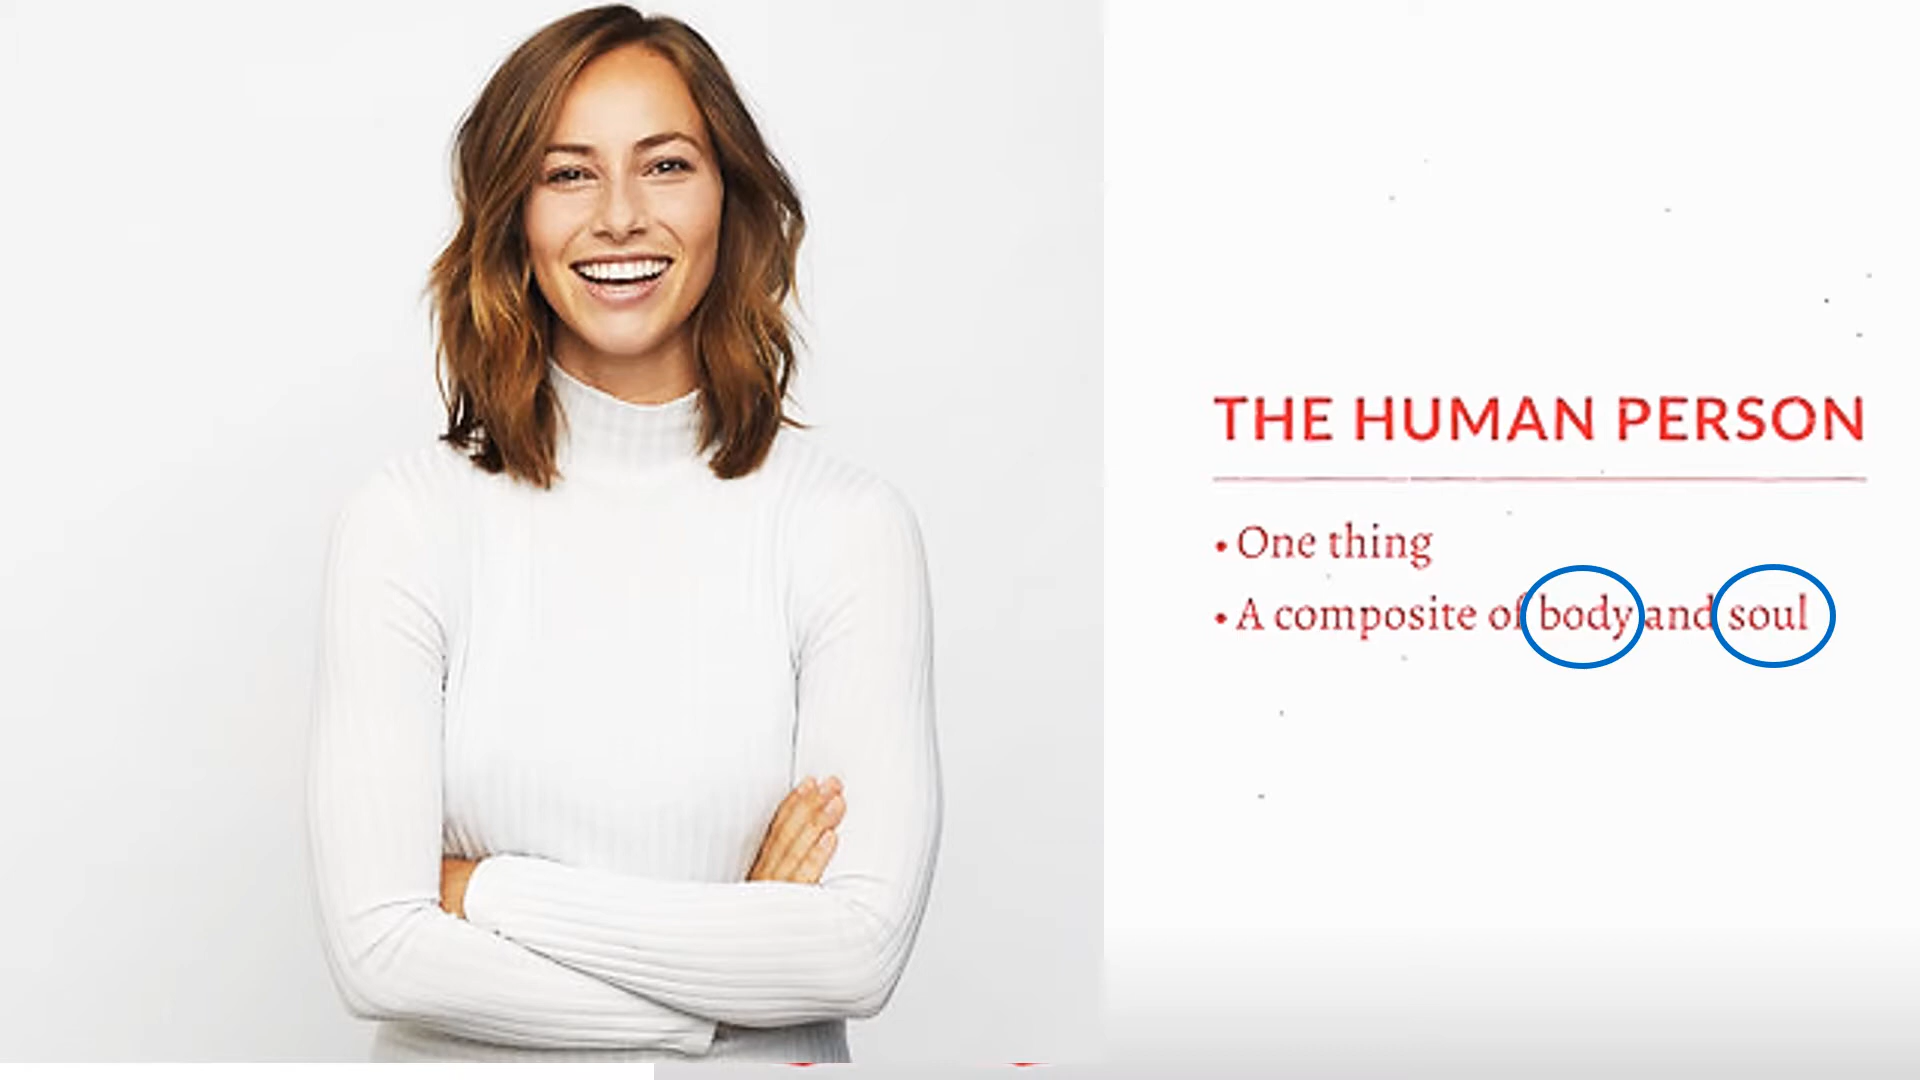 THE HUMAN PERSON
• One thing
• A composite of body and soul